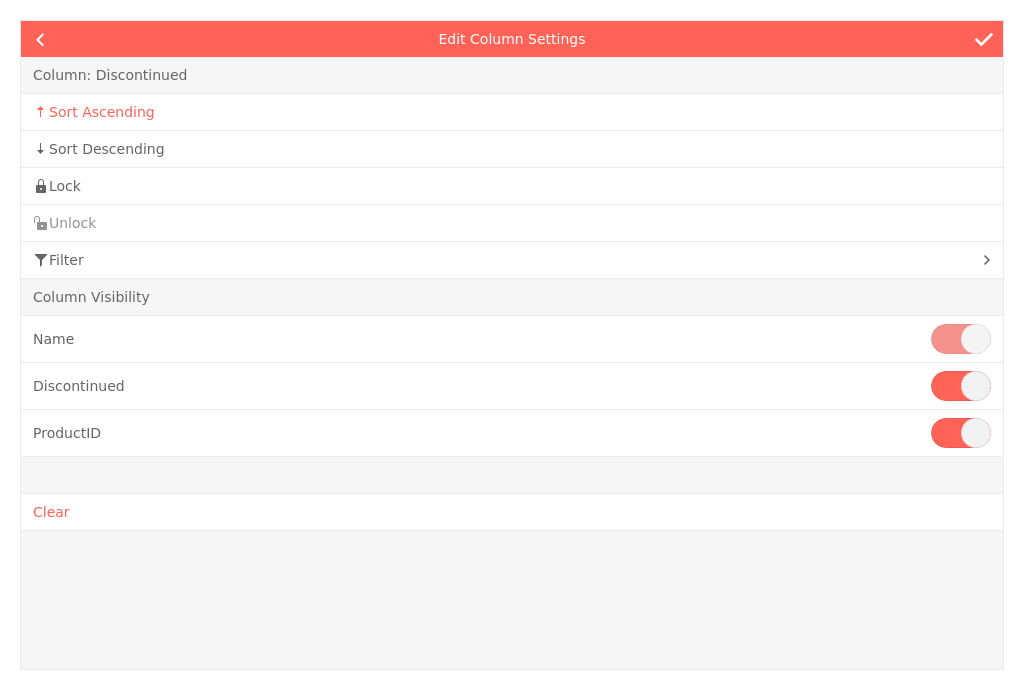 Edit Column Settings
Column: Discontinued
Sort Ascending
Sort Descending
Lock
Unlock
Filter
Column Visibility
Name
Discontinued
ProductID
Clear